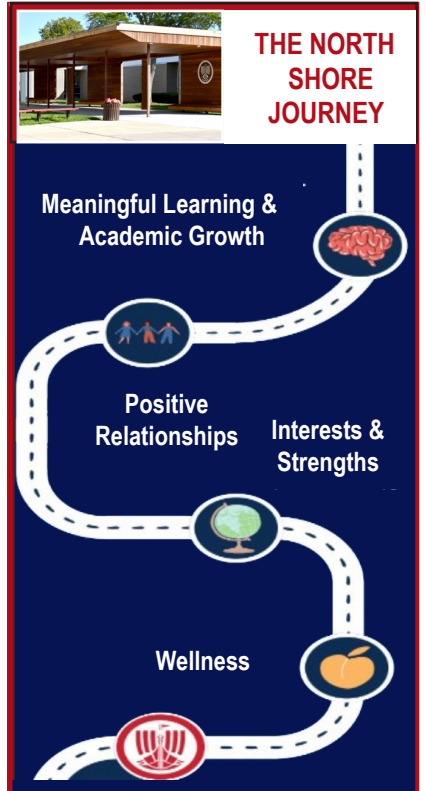 THE NORTH
SHORE
JOURNEY
Meaningful Learning &
Academic Growth
Positive
Relationships
Interests &
Strengths
Wellness